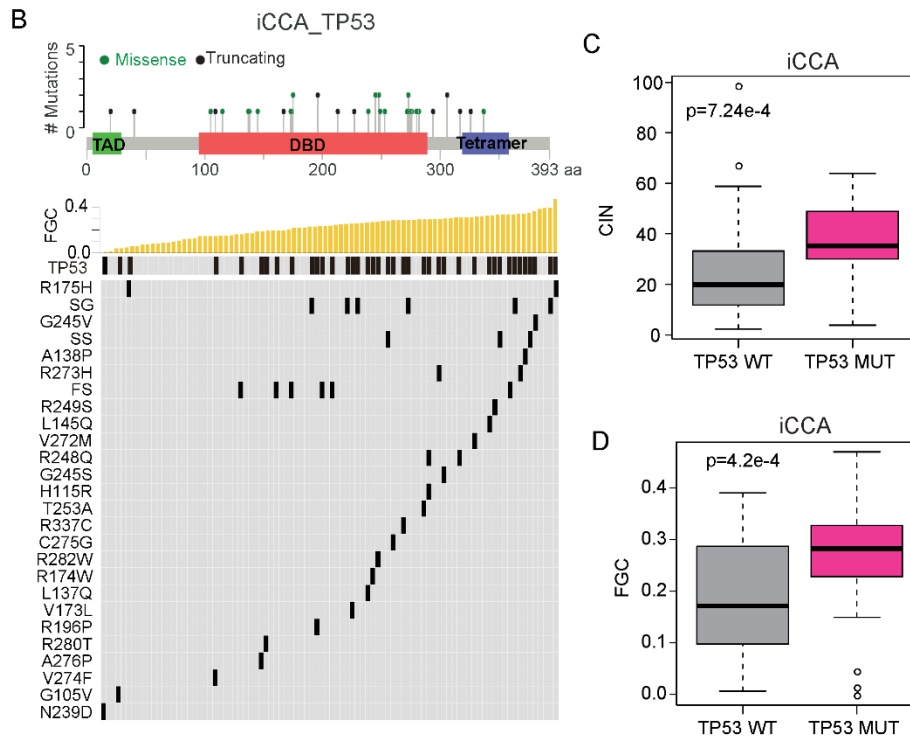 B
iCCA_TP53
5
0
# Mutations
Missense
Truncating
TAD
DBD
Tetramer
0
100
200
300
393 aa
0.4
0.0
FGC
TP53
R175H
SG
G245V
SS
A138P
R273H
FS
R249S
L145Q
V272M
R248Q
G245S
H115R
T253A
R337C
C275G
R282W
R174W
L137Q
V173L
R196P
R280T
A276P
V274F
G105V
N239D
C
iCCA
p=7.24e-4
100
80
60
40
20
0
CIN
TP53 WT
TP53 MUT
D
iCCA
p=4.2e-4
0.4
0.3
0.2
0.1
0.0
FGC
TP53 WT
TP53 MUT